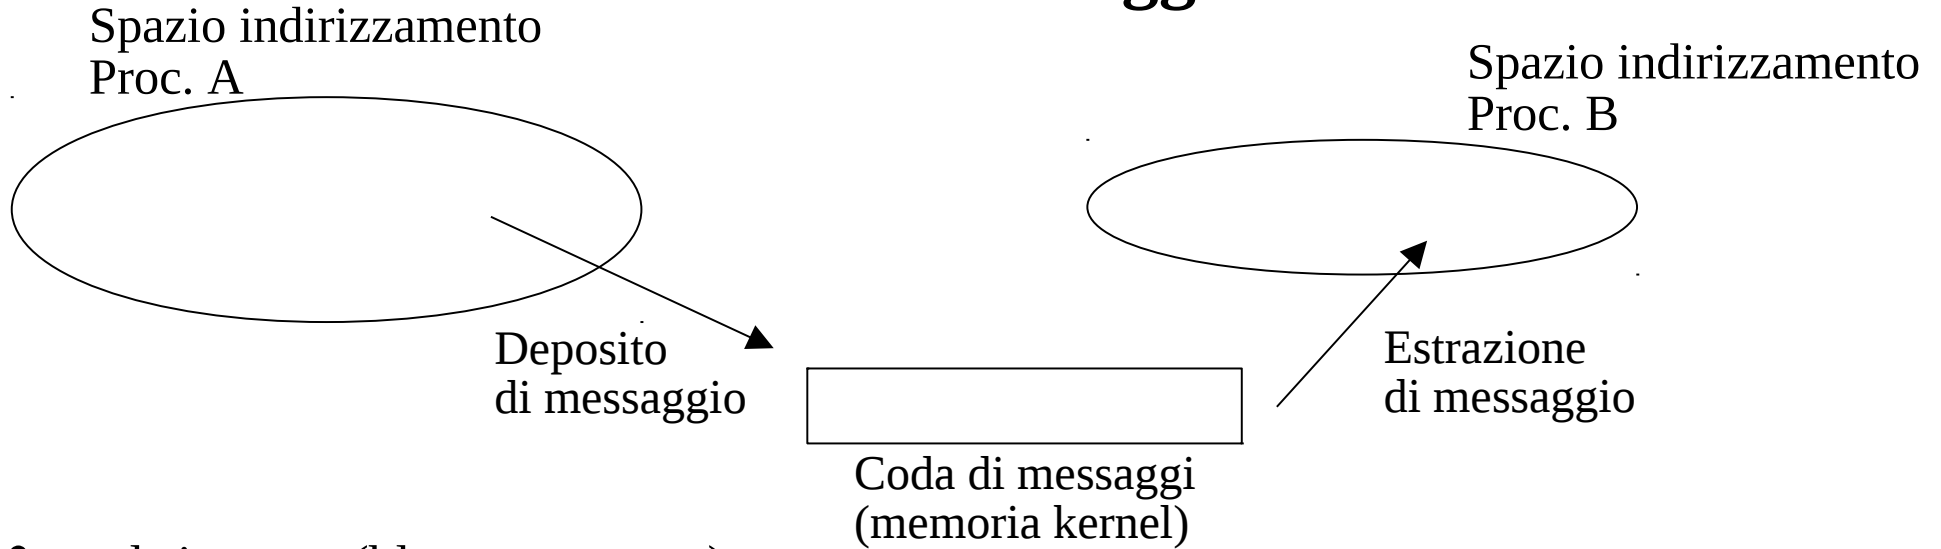 Spazio indirizzamento
Proc. A
Spazio indirizzamento
Proc. B
Deposito
di messaggio
Estrazione
di messaggio
Coda di messaggi
(memoria kernel)